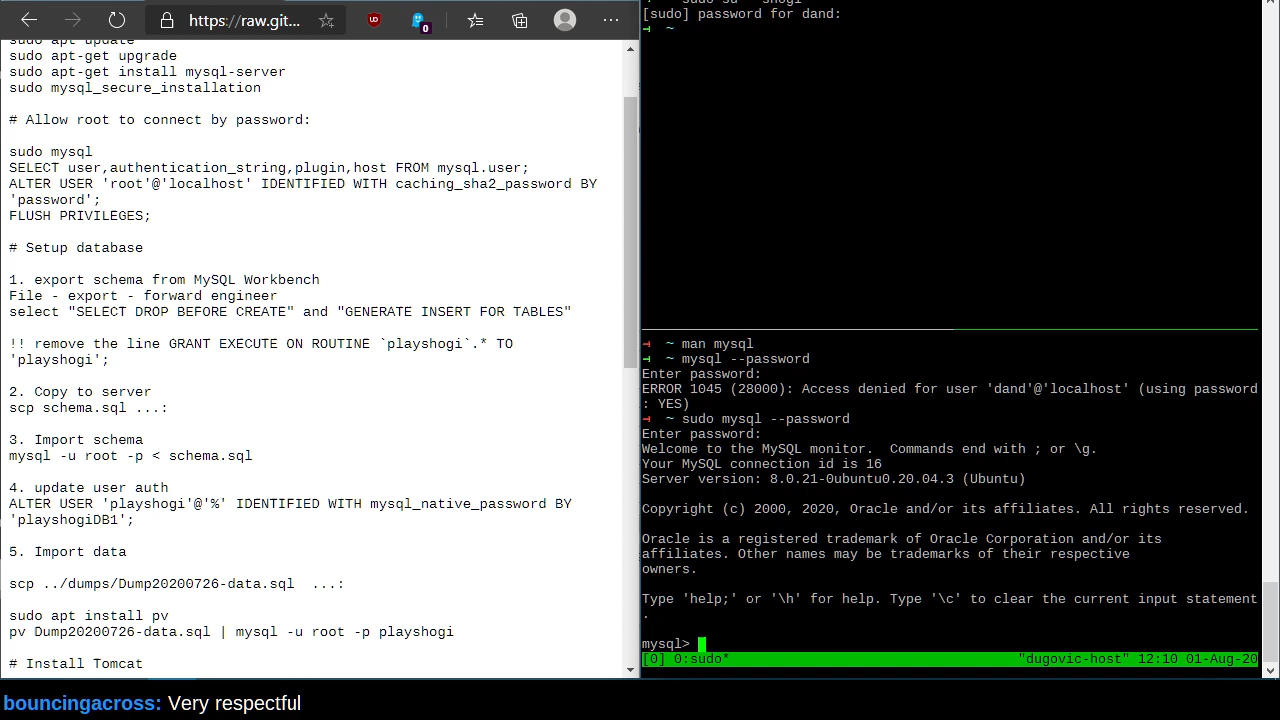 https://raw.git...
0
sudo apt update
sudo apt-get upgrade
sudo apt-get install mysql-server
sudo mysql_secure_installation
# Allow root to connect by password:
sudo mysql
SELECT user,authentication_string,plugin,host FROM mysql.user;
ALTER USER 'root'@'localhost' IDENTIFIED WITH caching_sha2_password BY
'password';
FLUSH PRIVILEGES;
# Setup database
1. export schema from MySQL Workbench
File - export - forward engineer
select "SELECT DROP BEFORE CREATE" and "GENERATE INSERT FOR TABLES"
!! remove the line GRANT EXECUTE ON ROUTINE `playshogi`.* TO
'playshogi';
2. Copy to server
scp schema.sql ...:
3. Import schema
mysql -u root -p < schema.sql
4. update user auth
ALTER USER 'playshogi'@'%' IDENTIFIED WITH mysql_native_password BY
'playshogiDB1';
5. Import data
scp ../dumps/Dump20200726-data.sql  ...:
sudo apt install pv
pv Dump20200726-data.sql | mysql -u root -p playshogi
# Install Tomcat
[sudo] password for dand:
~
~ man mysql
~ mysql --password
Enter password:
ERROR 1045 (28000): Access denied for user 'dand'@'localhost' (using password
: YES)
~ sudo mysql --password
Enter password:
Welcome to the MySQL monitor.  Commands end with ; or \g.
Your MySQL connection id is 16
Server version: 8.0.21-0ubuntu0.20.04.3 (Ubuntu)
Copyright (c) 2000, 2020, Oracle and/or its affiliates. All rights reserved.
Oracle is a registered trademark of Oracle Corporation and/or its
affiliates. Other names may be trademarks of their respective
owners.
Type 'help;' or '\h' for help. Type '\c' to clear the current input statement
.
mysql>
[0] 0:sudo* "dugovic-host" 12:10 01-Aug-20
bouncingacross: Very respectful